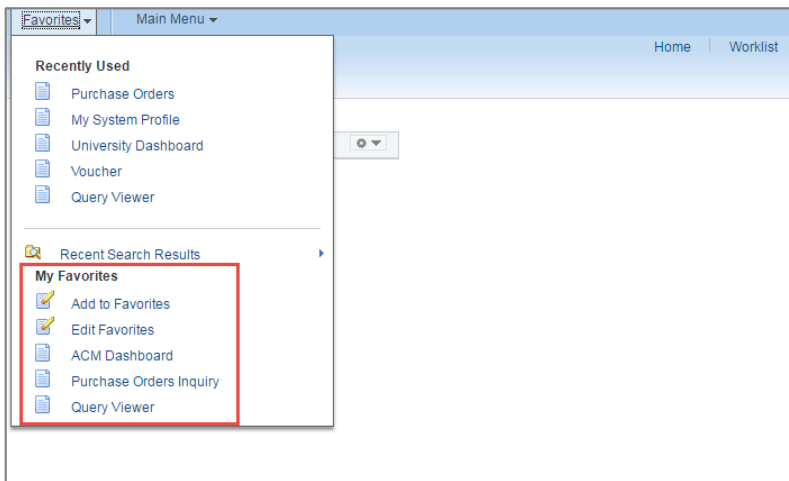 Favorites Main Menu
Home Worklist
Recently Used
Purchase Orders
My System Profile
University Dashboard
Voucher
Query Viewer
Recent Search Results
My Favorites
Add to Favorites
Edit Favorites
ACM Dashboard
Purchase Orders Inquiry
Query Viewer